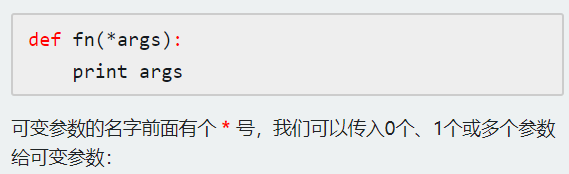 def fn(*args):
    print args
可变参数的名字前面有个 * 号，我们可以传入0个、1个或多个参数
给可变参数：